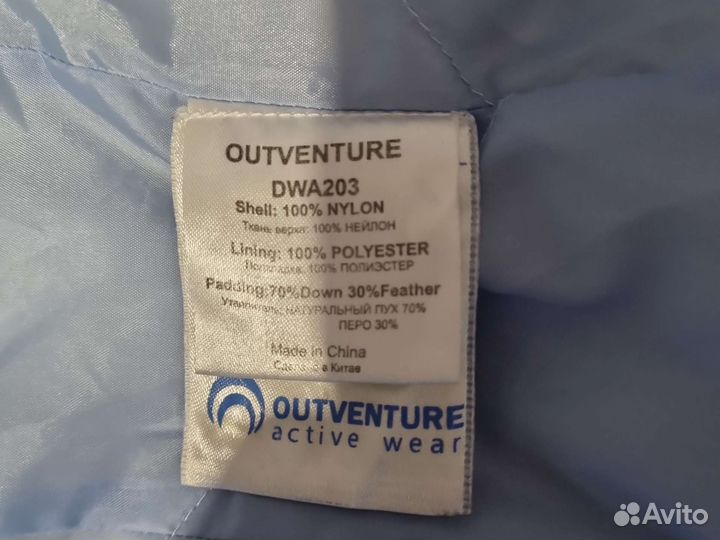 OUTVENTURE
DWA203
Shell: 100% NYLON
Ткань верха: 100% НЕЙЛОН
Lining: 100% POLYESTER
Подкладка: 100% ПОЛИЭСТЕР
Padding:70%Down 30%Feather
Утеплитель: НАТУРАЛЬНЫЙ ПУХ 70%
ПЕРО 30%
Made in China
Сделано в Китае
OUTVENTURE
active wear
Avito